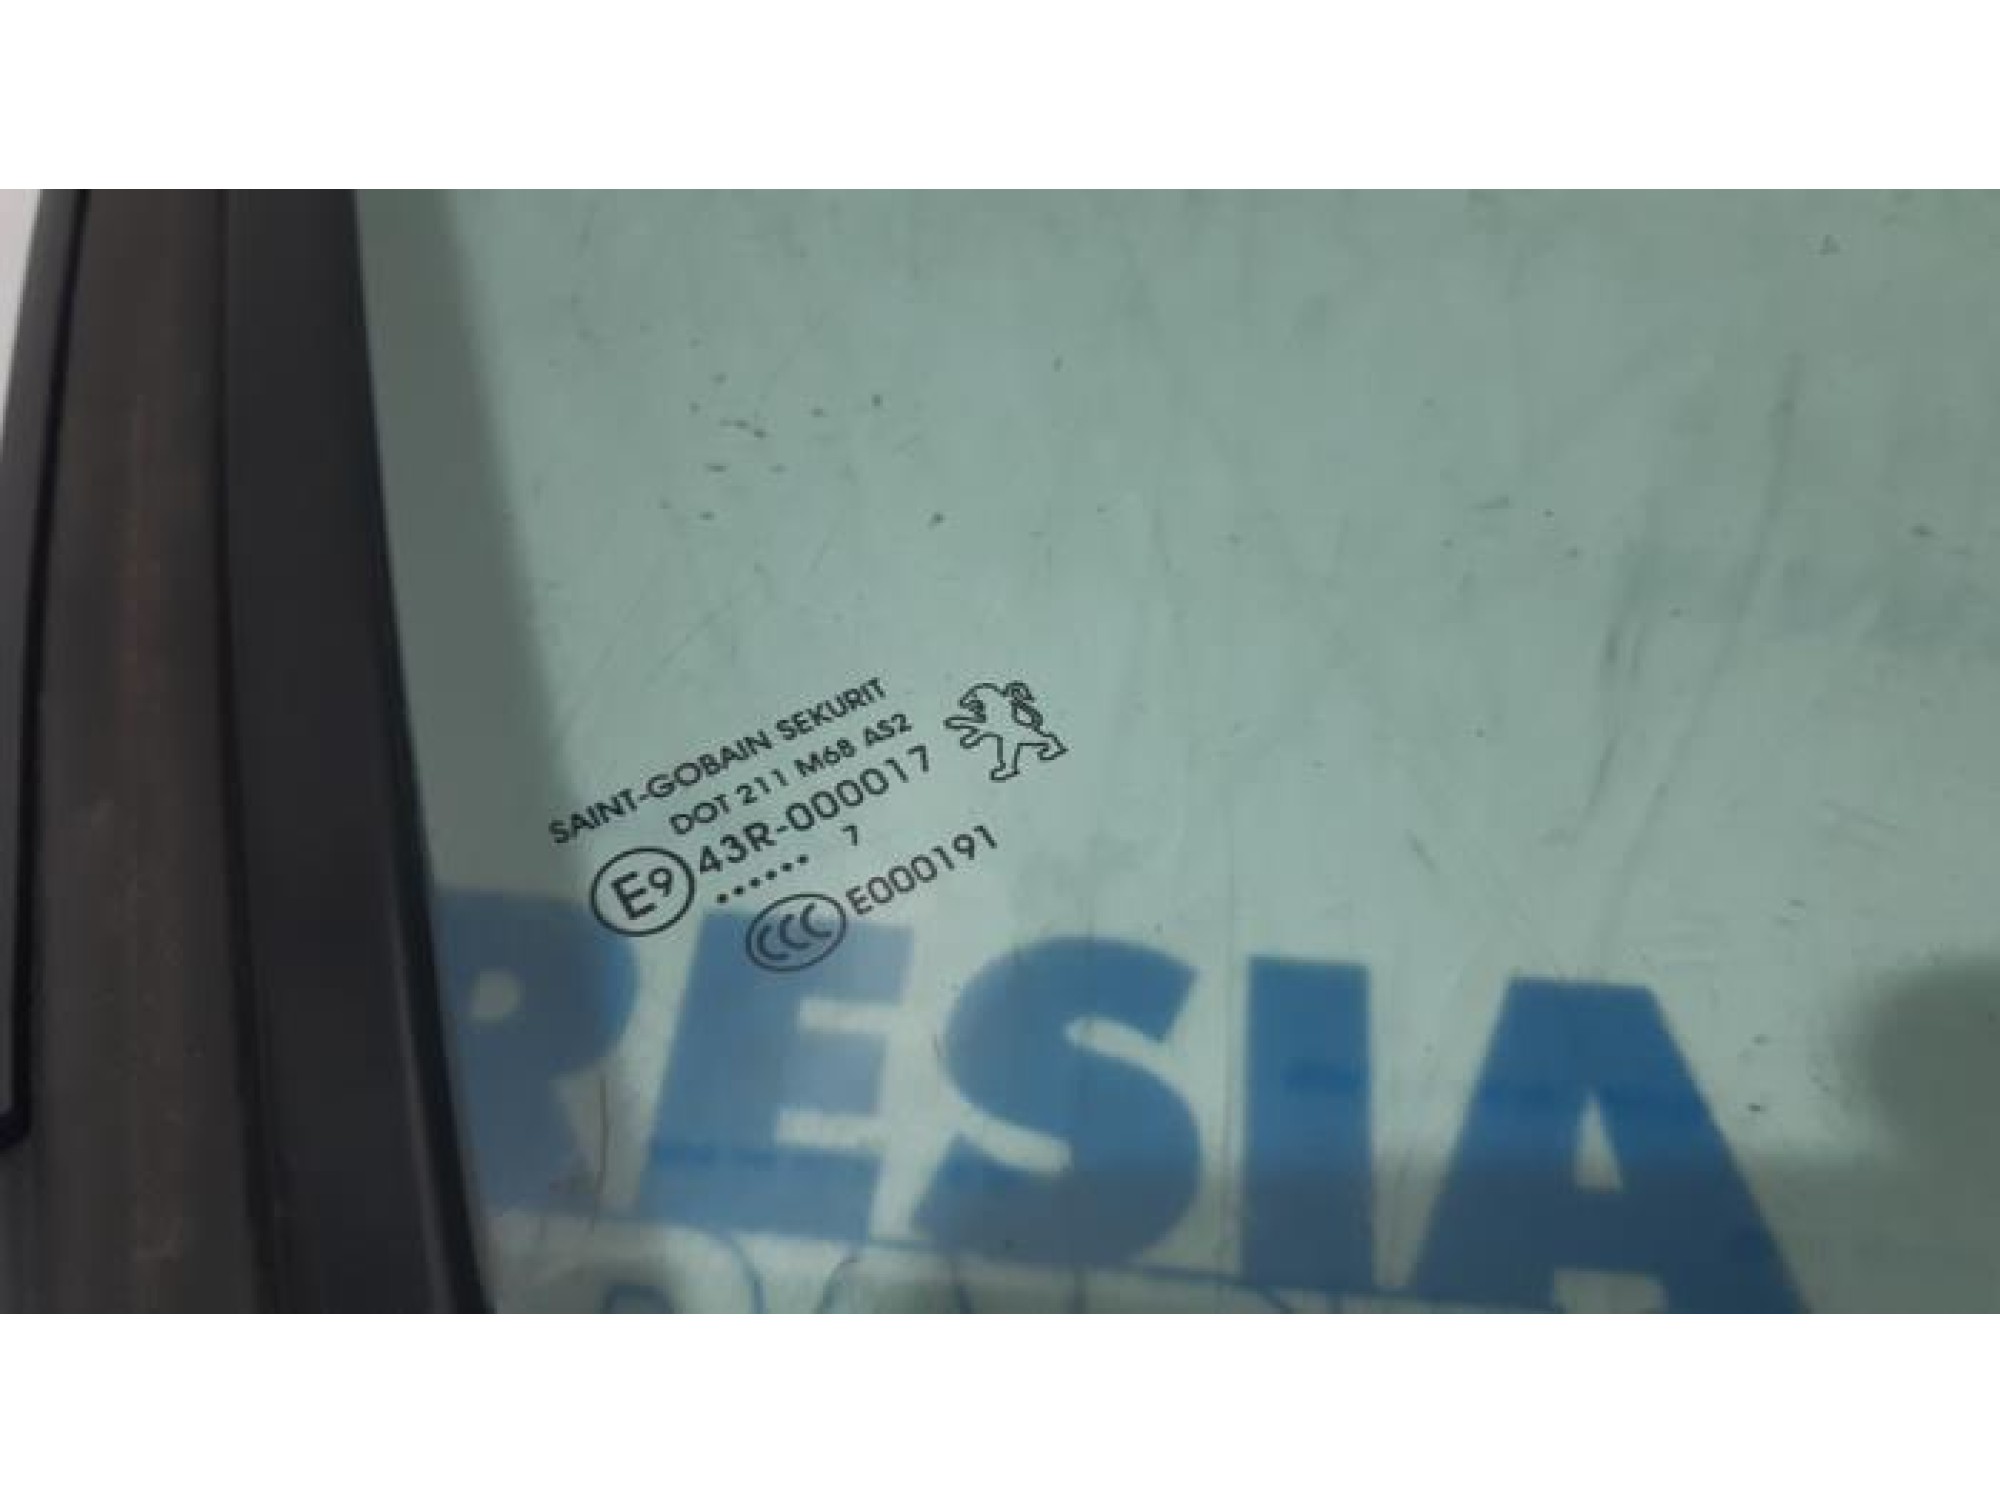 SAINT-GOBAIN SEKURIT
DOT 211 M68 AS2
E9 43R-000017
...... 7
CCC E000191
RESIA